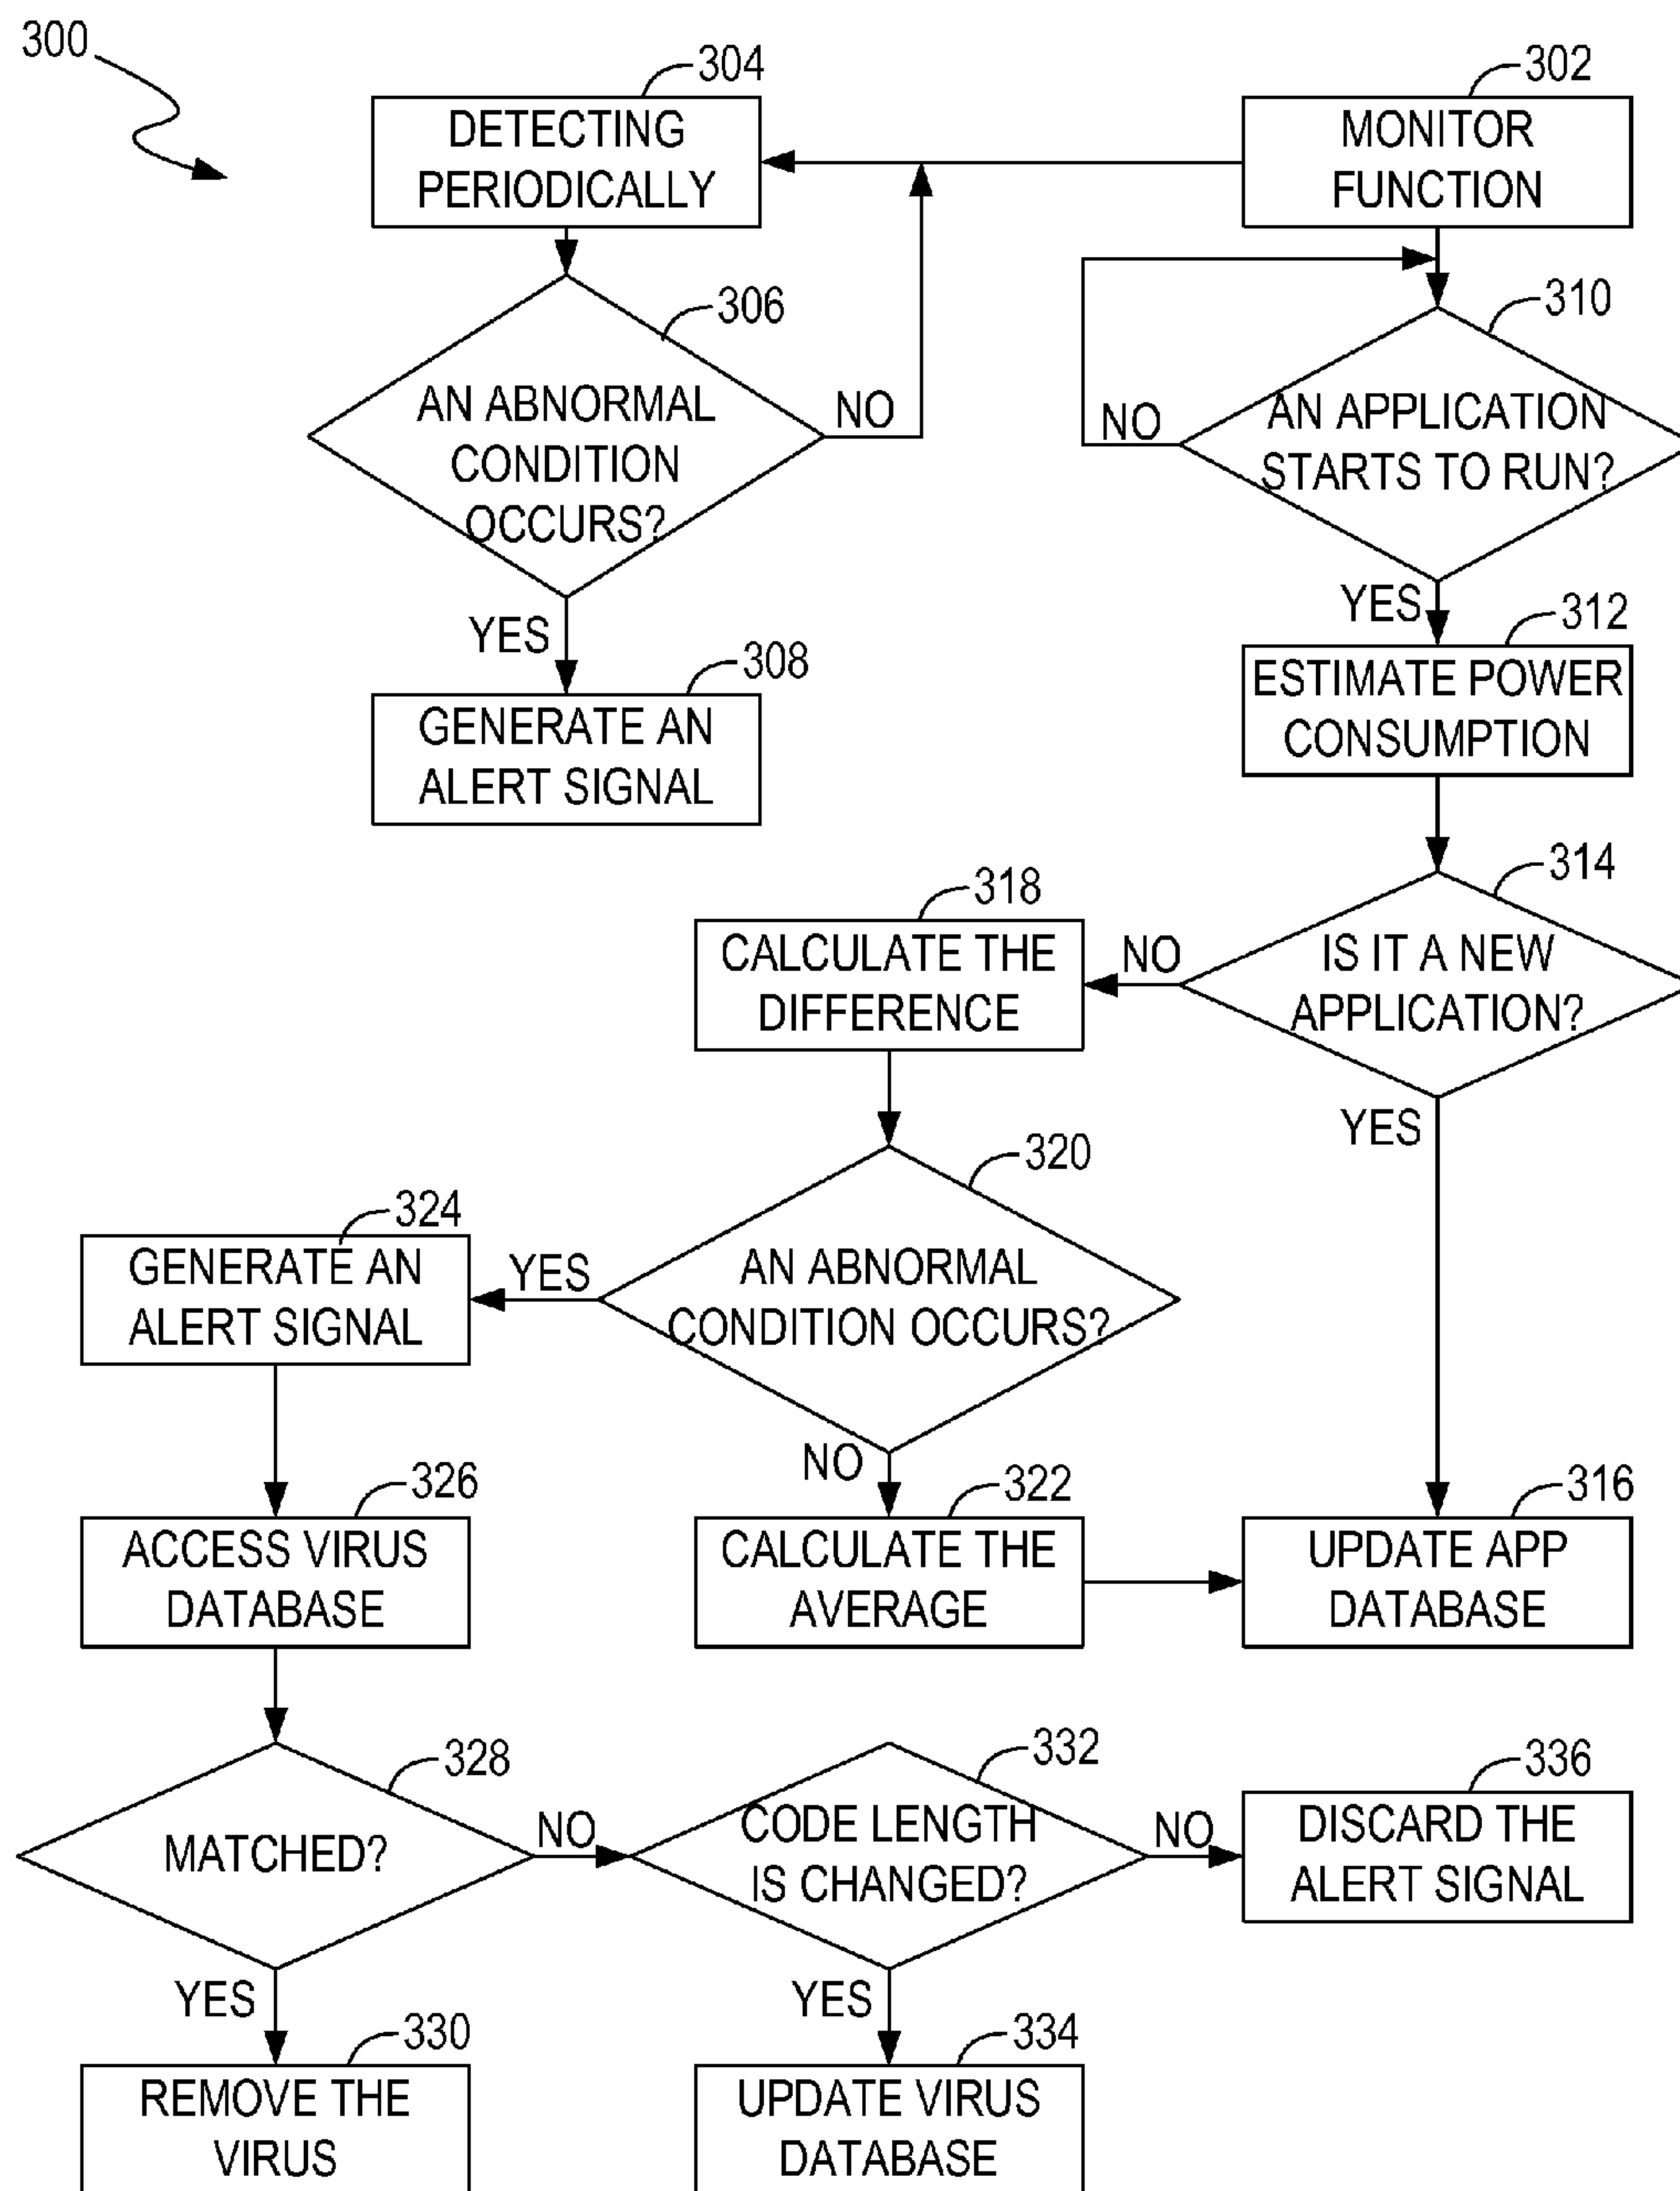 300
304
302
DETECTING
PERIODICALLY
MONITOR
FUNCTION
306
310
AN ABNORMAL
CONDITION
OCCURS?
NO
NO
AN APPLICATION
STARTS TO RUN?
YES
YES
308
312
GENERATE AN
ALERT SIGNAL
ESTIMATE POWER
CONSUMPTION
318
314
CALCULATE THE
DIFFERENCE
NO
IS IT A NEW
APPLICATION?
YES
320
324
GENERATE AN
ALERT SIGNAL
YES
AN ABNORMAL
CONDITION OCCURS?
NO
326
322
316
ACCESS VIRUS
DATABASE
CALCULATE THE
AVERAGE
UPDATE APP
DATABASE
328
332
336
MATCHED?
NO
CODE LENGTH
IS CHANGED?
NO
DISCARD THE
ALERT SIGNAL
YES
YES
330
334
REMOVE THE
VIRUS
UPDATE VIRUS
DATABASE